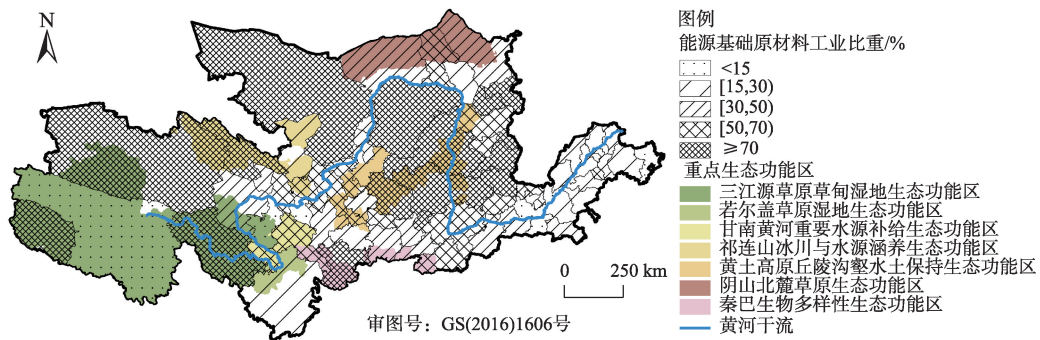 N
图例
能源基础原材料工业比重/%
<15
[15,30)
[30,50)
[50,70)
≥70
重点生态功能区
三江源草原草甸湿地生态功能区
若尔盖草原湿地生态功能区
甘南黄河重要水源补给生态功能区
祁连山冰川与水源涵养生态功能区
黄土高原丘陵沟壑水土保持生态功能区
阴山北麓草原生态功能区
秦巴生物多样性生态功能区
黄河干流
0 250 km
审图号：GS(2016)1606号